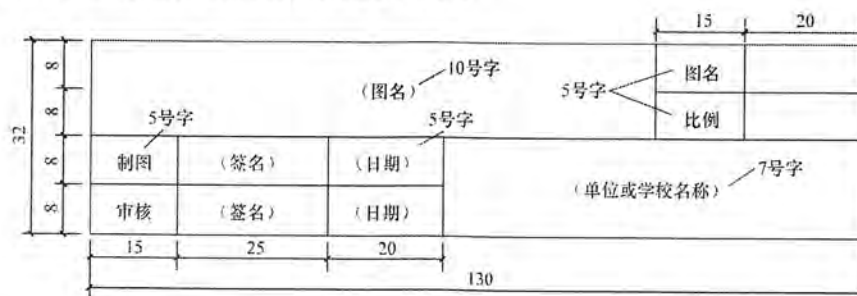 15 20
8
10号字
图名
(图名)
5号字
8
比例
32
5号字
5号字
8
制图
(签名)
(日期)
7号字
(单位或学校名称)
8
审核
(签名)
(日期)
15 25 20
130